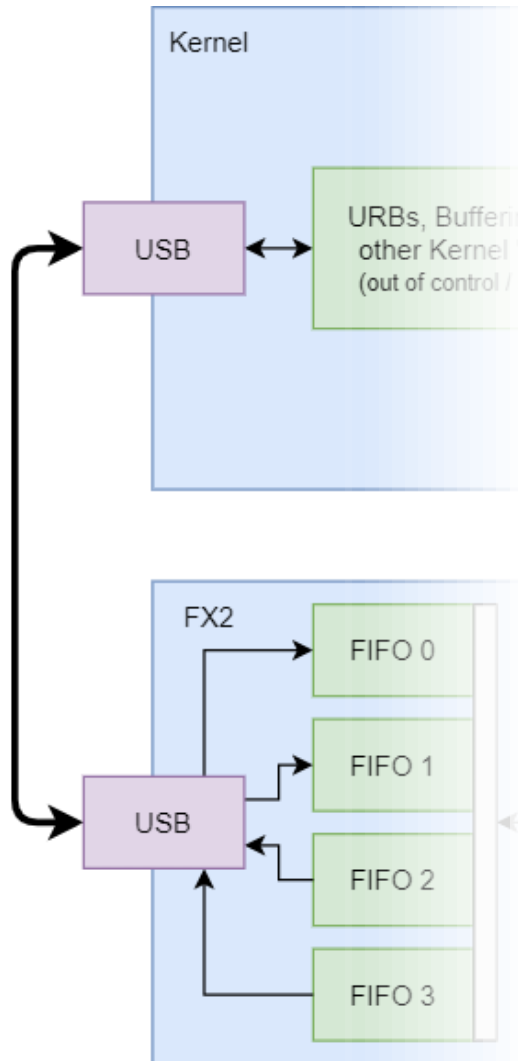 Kernel
USB
URBs,
other Kernel
(out of control /
FX2
FIFO 0
FIFO 1
USB
FIFO 2
FIFO 3